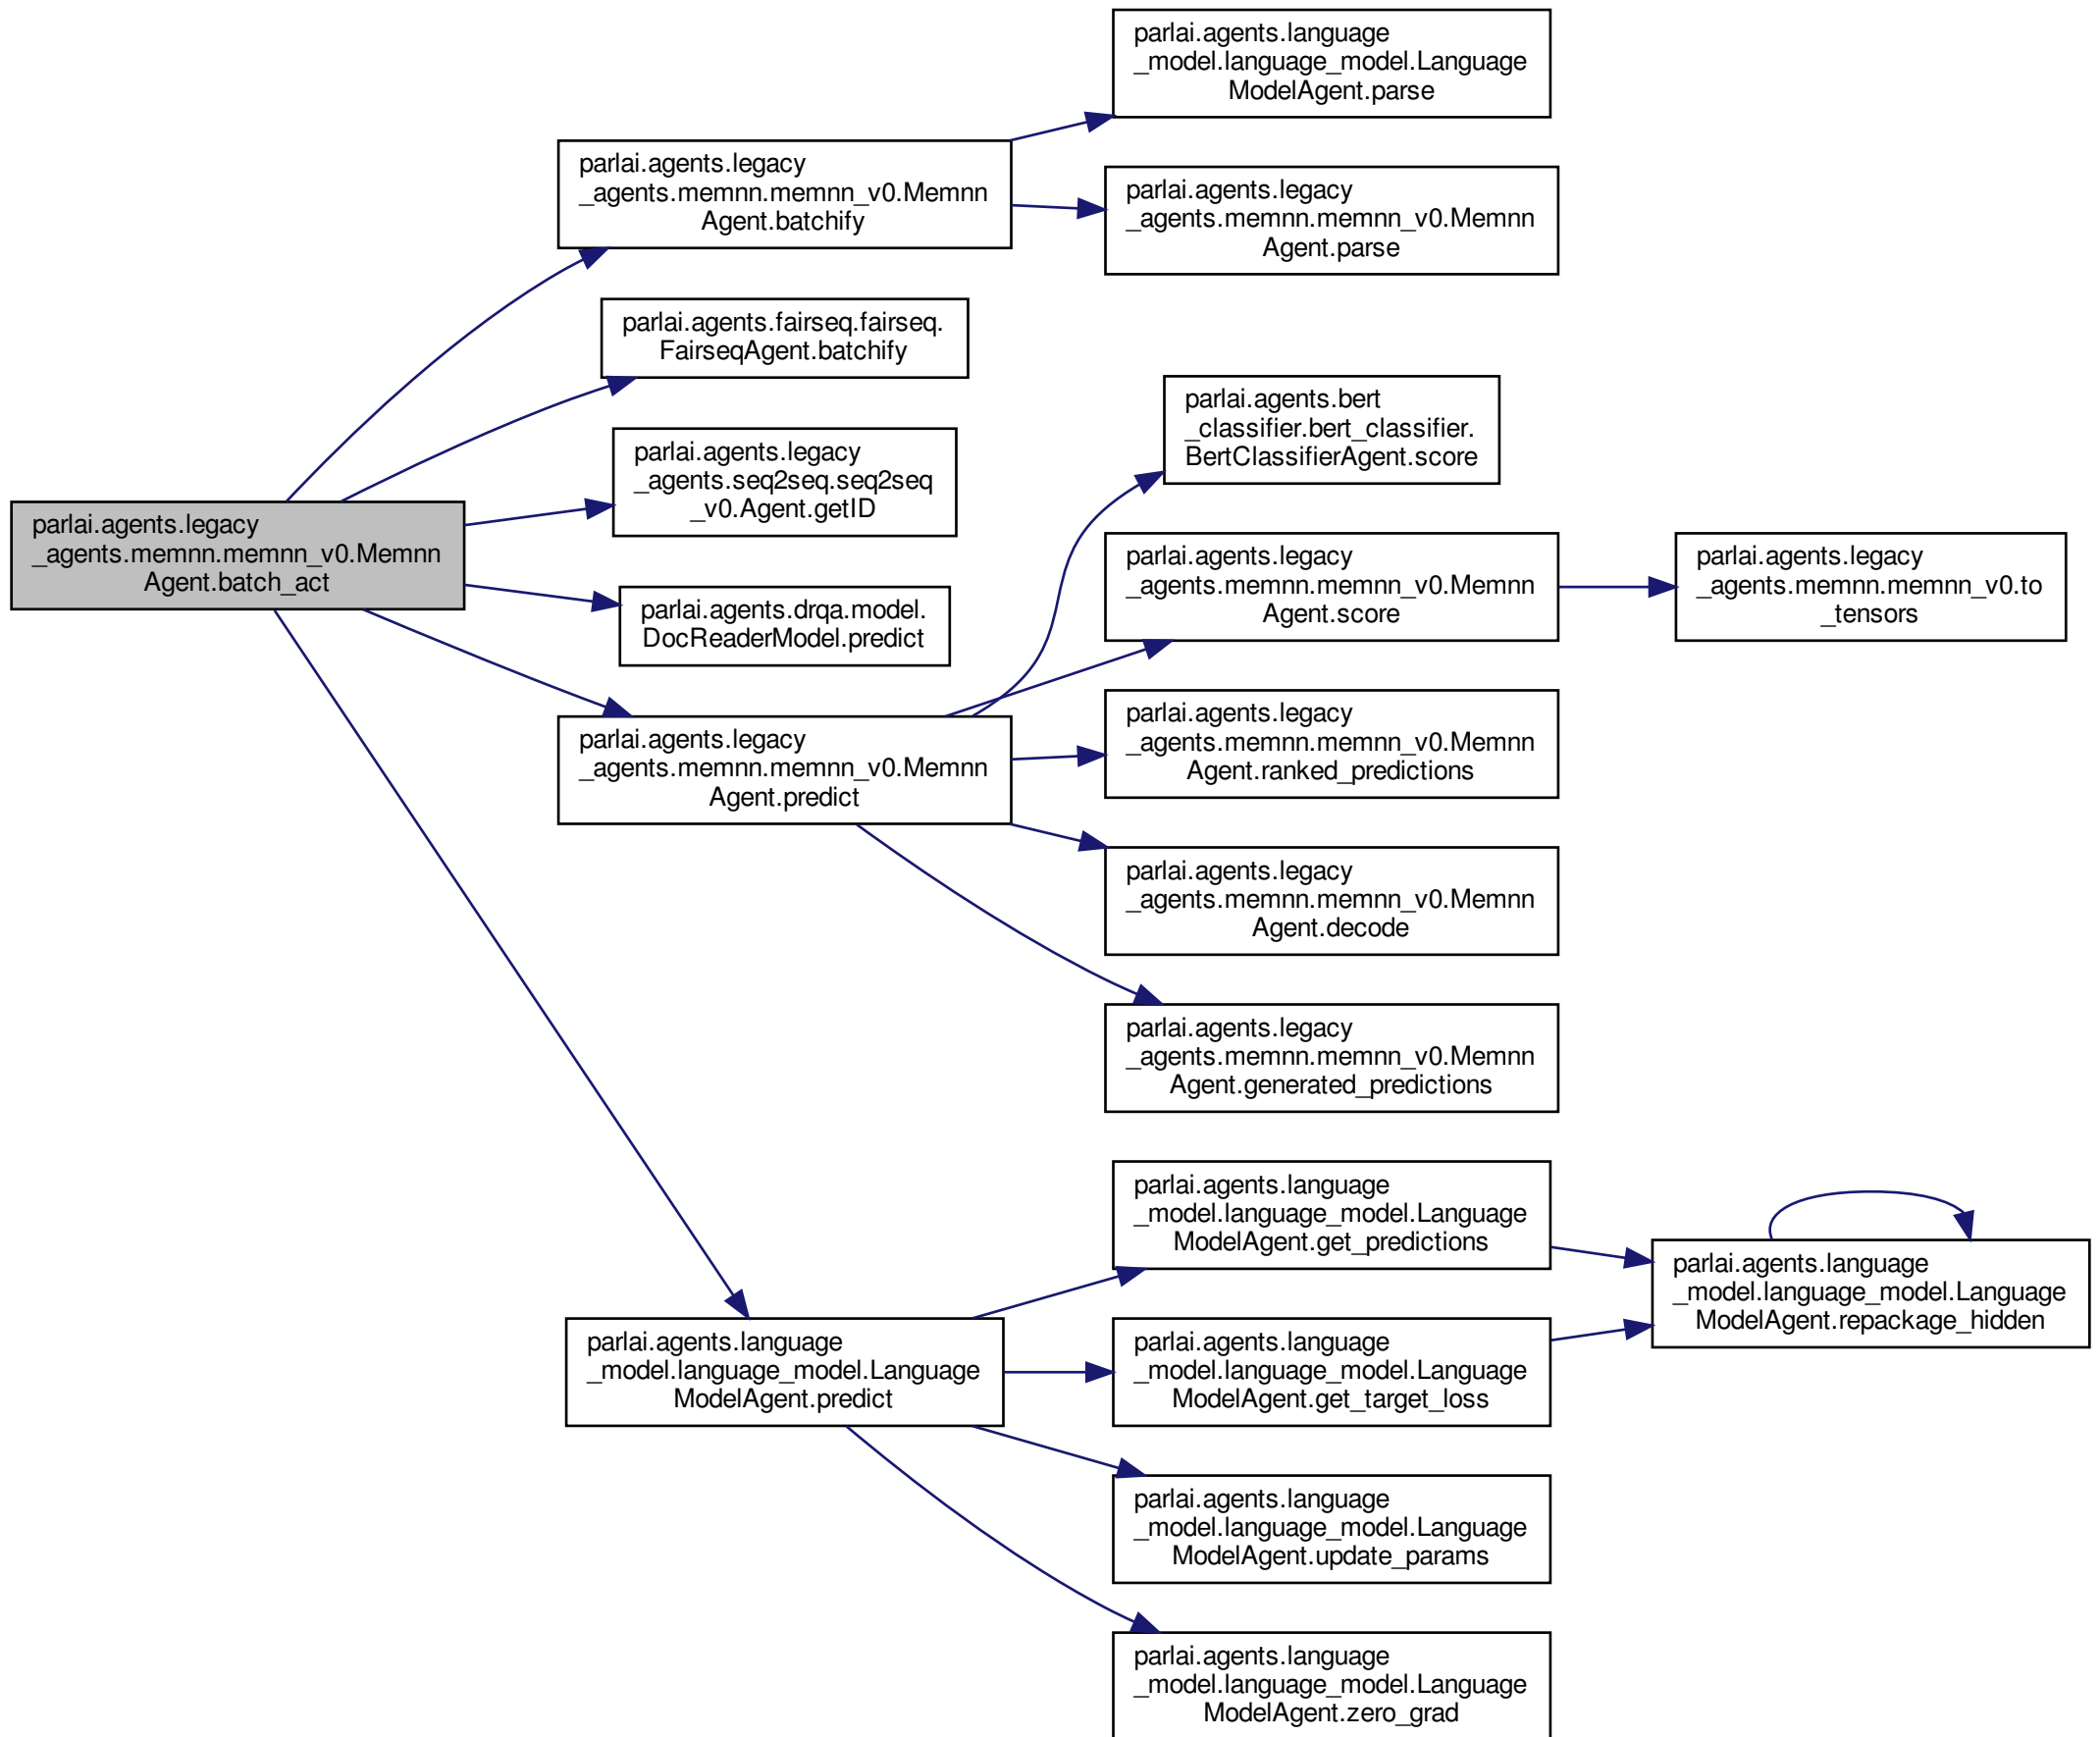 parlai.agents.language
_model.language_model.Language
ModelAgent.parse
parlai.agents.legacy
_agents.memnn.memnn_v0.Memnn
Agent.batchify
parlai.agents.legacy
_agents.memnn.memnn_v0.Memnn
Agent.parse
parlai.agents.fairseq.fairseq.
FairseqAgent.batchify
parlai.agents.bert
_classifier.bert_classifier.
BertClassifierAgent.score
parlai.agents.legacy
_agents.seq2seq.seq2seq
_v0.Agent.getID
parlai.agents.legacy
_agents.memnn.memnn_v0.Memnn
Agent.batch_act
parlai.agents.legacy
_agents.memnn.memnn_v0.Memnn
Agent.score
parlai.agents.legacy
_agents.memnn.memnn_v0.to
_tensors
parlai.agents.drqa.model.
DocReaderModel.predict
parlai.agents.legacy
_agents.memnn.memnn_v0.Memnn
Agent.ranked_predictions
parlai.agents.legacy
_agents.memnn.memnn_v0.Memnn
Agent.predict
parlai.agents.legacy
_agents.memnn.memnn_v0.Memnn
Agent.decode
parlai.agents.legacy
_agents.memnn.memnn_v0.Memnn
Agent.generated_predictions
parlai.agents.language
_model.language_model.Language
ModelAgent.get_predictions
parlai.agents.language
_model.language_model.Language
ModelAgent.repackage_hidden
parlai.agents.language
_model.language_model.Language
ModelAgent.predict
parlai.agents.language
_model.language_model.Language
ModelAgent.get_target_loss
parlai.agents.language
_model.language_model.Language
ModelAgent.update_params
parlai.agents.language
_model.language_model.Language
ModelAgent.zero_grad